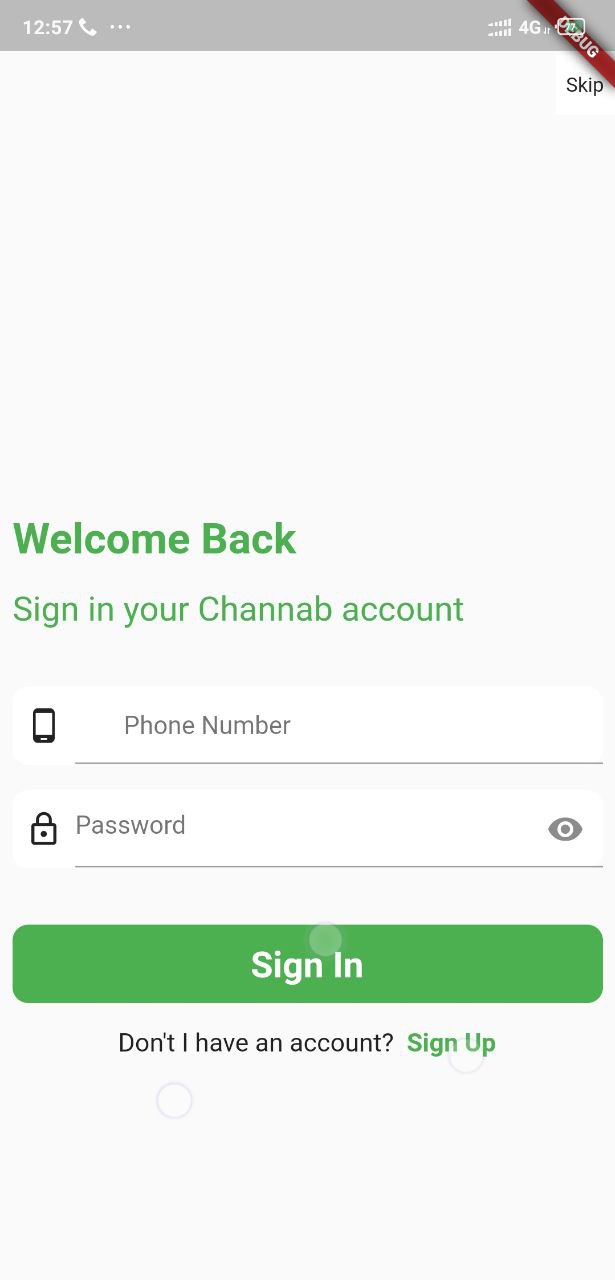 12:57
4G
DEBUG
Skip
Welcome Back
Sign in your Channab account
Phone Number
Password
Sign In
Don't I have an account? Sign Up